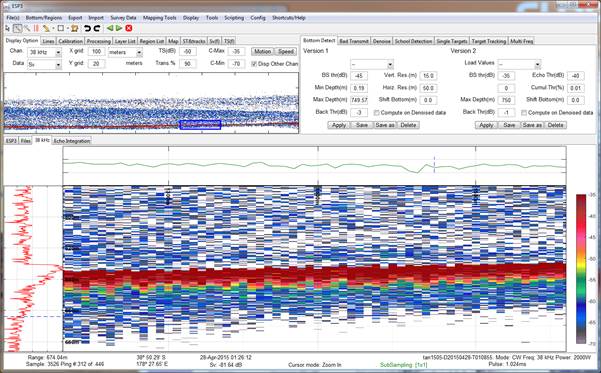 ESP3
File(s) Bottom/Regions Export Survey Data Mapping Tools Display Tools Scripting Config Shortcuts/Help
Display Option Lines Calibration Processing Layer List Region List Map ST&tracks Sv(f) TS(f)
Chan. 38 kHz X grid 100 meters TS(dB) -50 C-Max -35 Motion Speed
Data Sv Y grid 20 meters Trans % 90 C-Min -70 Disp Other Chan
Bottom Detect Bad Transmit Denoise School Detection Single Targets Target Tracking Multi Freq
Version 1
--
BS thr(dB) -45 Vert. Res.(m) 15.0
Min Depth(m) 0.19 Horiz. Res.(m) 50.0
Max Depth(m) 749.57 Shift Bottom(m) 0.0
Back Thr(dB) -3 Compute on Denoised data
Apply Save Save as Delete
Version 2
Load Values --
BS thr(dB) -35 Echo Thr(dB) -40
Cumul Thr(%) 0.01
Max Depth(m) 750 Shift Bottom(m) 0.0
Back Thr(dB) -1 Compute on Denoised data
Apply Save Save as Delete
ESP3 Files 38 kHz Echo Integration
-35
-40
-45
-50
-55
-60
-65
-70
Range: 674.04m 38° 59.28 S 28-Apr-2015 01:26:12 tan1505-D20150428-T010855. Mode: CW Freq: 38 kHz Power: 2000W
Sample: 3526 Ping #:312 of :446 178° 27.65 E Sv: -81.64 dB Cursor mode: Zoom In SubSampling: [1x1] Pulse: 1.024ms